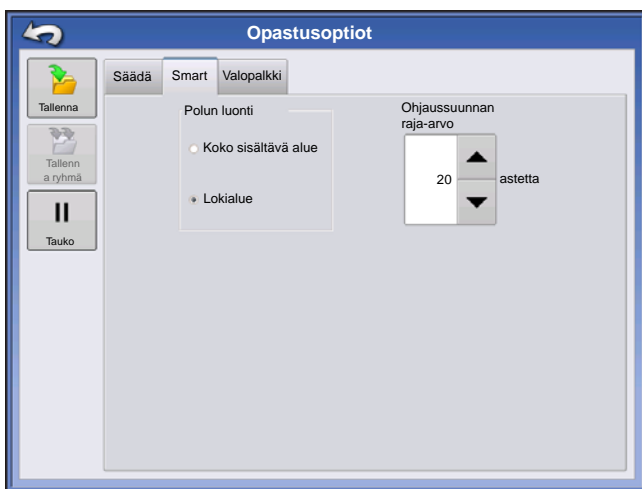 Opastusoptiot
Säädä
Smart
Valopalkki
Tallenna
Tallenn
a ryhmä
Tauko
Polun luonti
Koko sisältävä alue
Lokialue
Ohjaussuunnan
raja-arvo
20
astetta